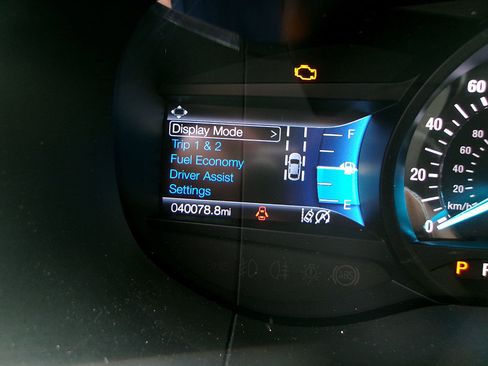 Display Mode >
Trip 1 & 2
Fuel Economy
Driver Assist
Settings
040078.8mi
F
E
60
40
20
0
80
60
40
20
km/h
P
ABS